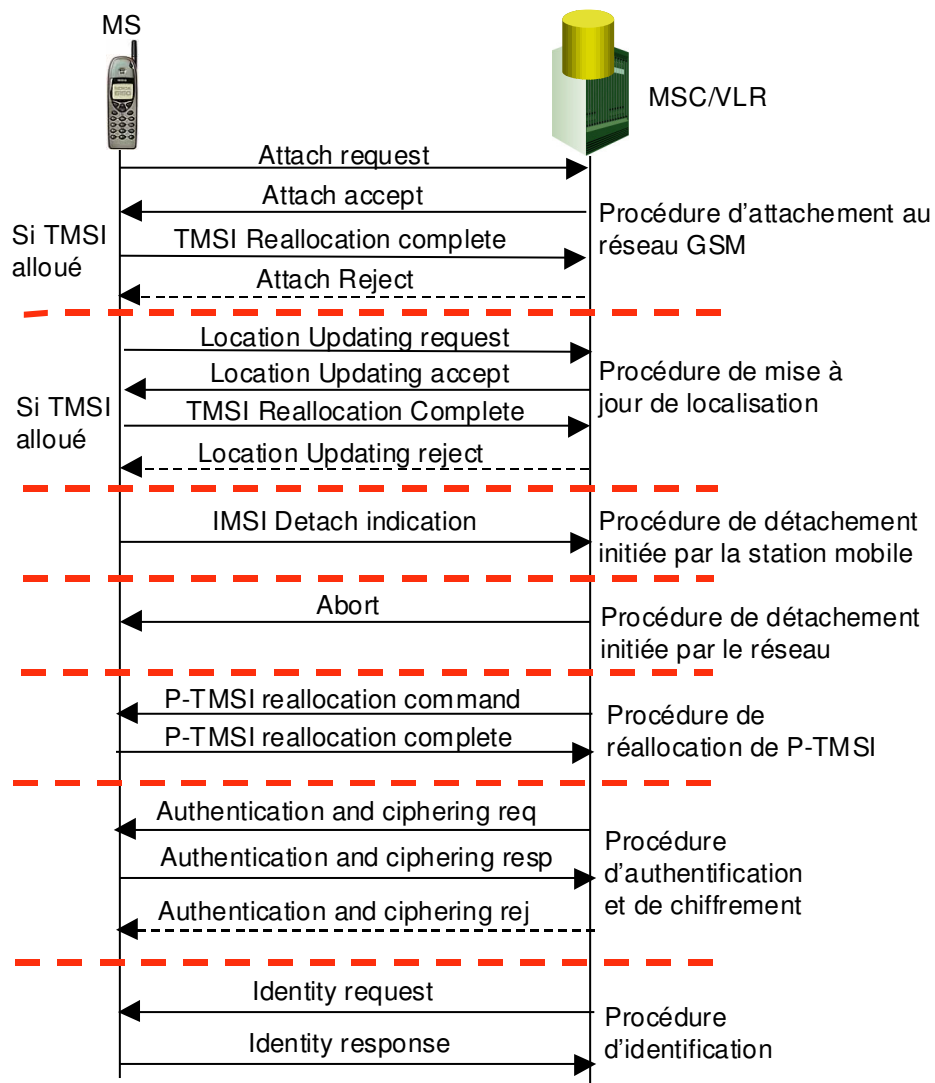 MS
MSC/VLR
Attach request
Attach accept
Procédure d'attachement au
réseau GSM
Si TMSI
alloué
TMSI Reallocation complete
Attach Reject
Location Updating request
Location Updating accept
Procédure de mise à
jour de localisation
Si TMSI
alloué
TMSI Reallocation Complete
Location Updating reject
IMSI Detach indication
Procédure de détachement
initiée par la station mobile
Abort
Procédure de détachement
initiée par le réseau
P-TMSI reallocation command
P-TMSI reallocation complete
Procédure de
réallocation de P-TMSI
Authentication and ciphering req
Authentication and ciphering resp
Authentication and ciphering rej
Procédure
d'authentification
et de chiffrement
Identity request
Identity response
Procédure
d'identification